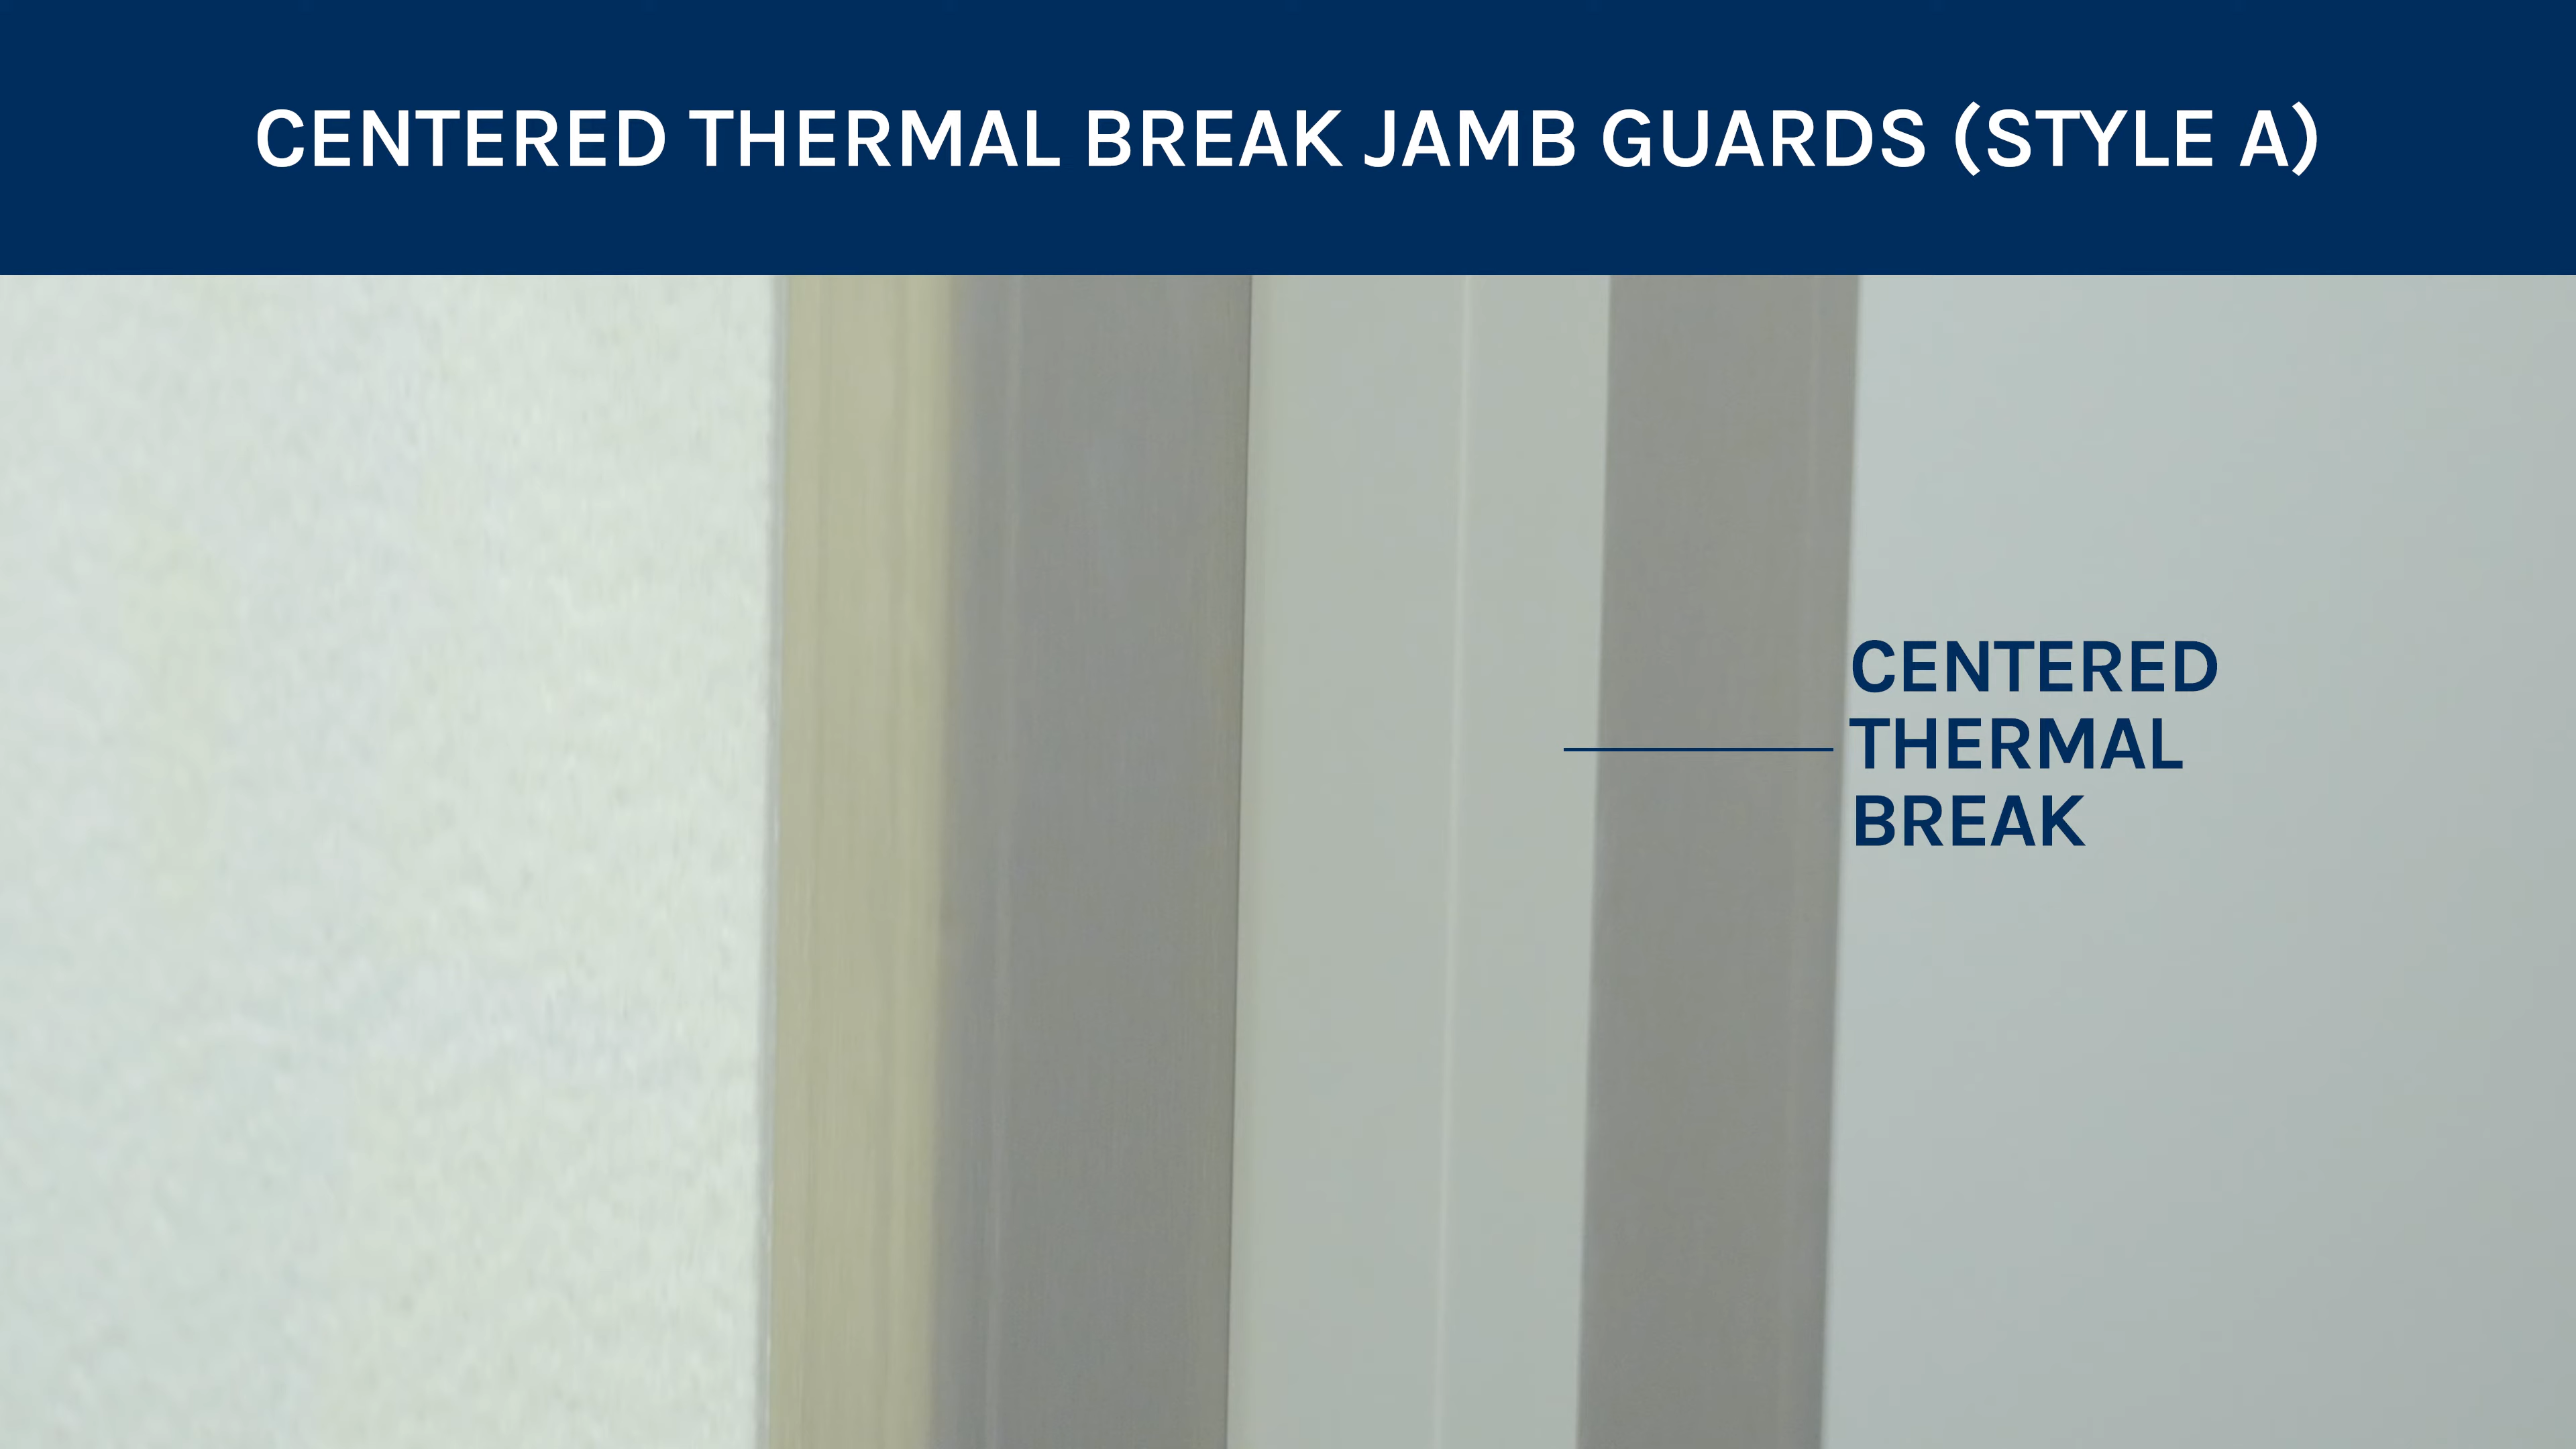 CENTERED THERMAL BREAK JAMB GUARDS (STYLE A)
CENTERED
THERMAL
BREAK